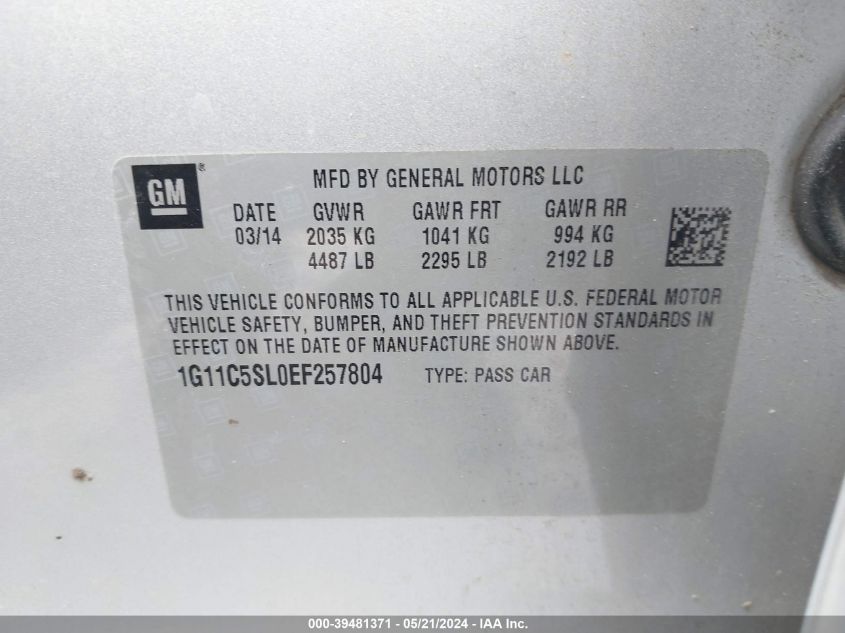 GM®
MFD BY GENERAL MOTORS LLC
DATE GVWR GAWR FRT GAWR RR
03/14 2035 KG 1041 KG 994 KG
4487 LB 2295 LB 2192 LB
THIS VEHICLE CONFORMS TO ALL APPLICABLE U.S. FEDERAL MOTOR
VEHICLE SAFETY, BUMPER, AND THEFT PREVENTION STANDARDS IN
EFFECT ON THE DATE OF MANUFACTURE SHOWN ABOVE.
1G11C5SL0EF257804 TYPE: PASS CAR
000-39481371 - 05/21/2024 - IAA Inc.